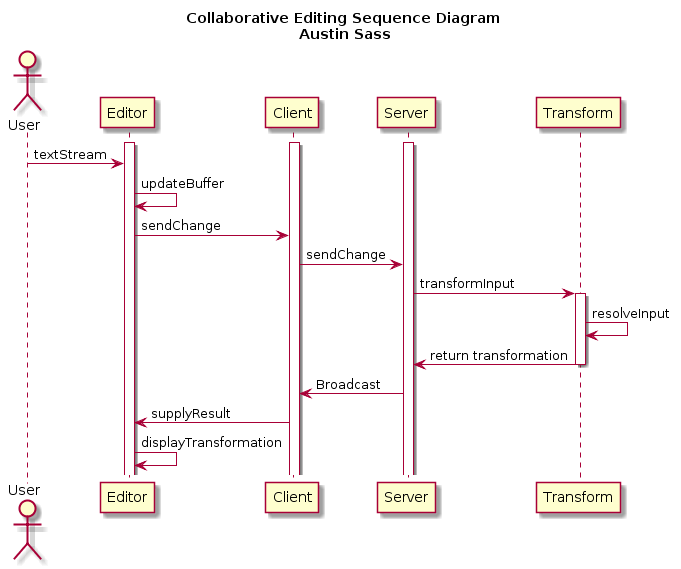 Collaborative Editing Sequence Diagram
Austin Sass
User
Editor
Client
Server
Transform
textStream
updateBuffer
sendChange
sendChange
transformInput
resolveInput
return transformation
Broadcast
supplyResult
displayTransformation
User
Editor
Client
Server
Transform